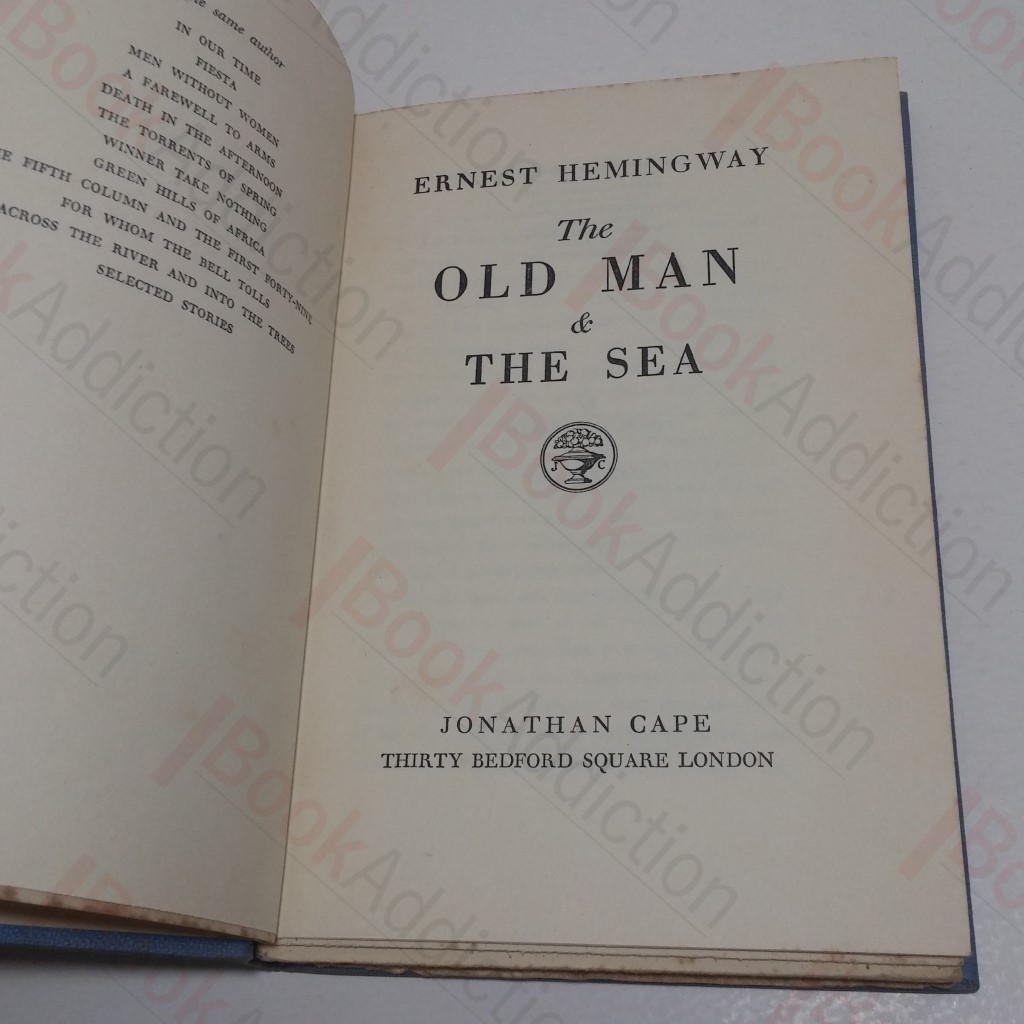 the same author
IN OUR TIME
FIESTA
MEN WITHOUT WOMEN
A FAREWELL TO ARMS
DEATH IN THE AFTERNOON
THE TORRENTS OF SPRING
WINNER TAKE NOTHING
GREEN HILLS OF AFRICA
FIFTH COLUMN AND THE FIRST FORTY-NINE
FOR WHOM THE BELL TOLLS
ACROSS THE RIVER AND INTO THE TREES
SELECTED STORIES
ERNEST HEMINGWAY
The
OLD MAN
&
THE SEA
J C
JONATHAN CAPE
THIRTY BEDFORD SQUARE LONDON
BookAddiction